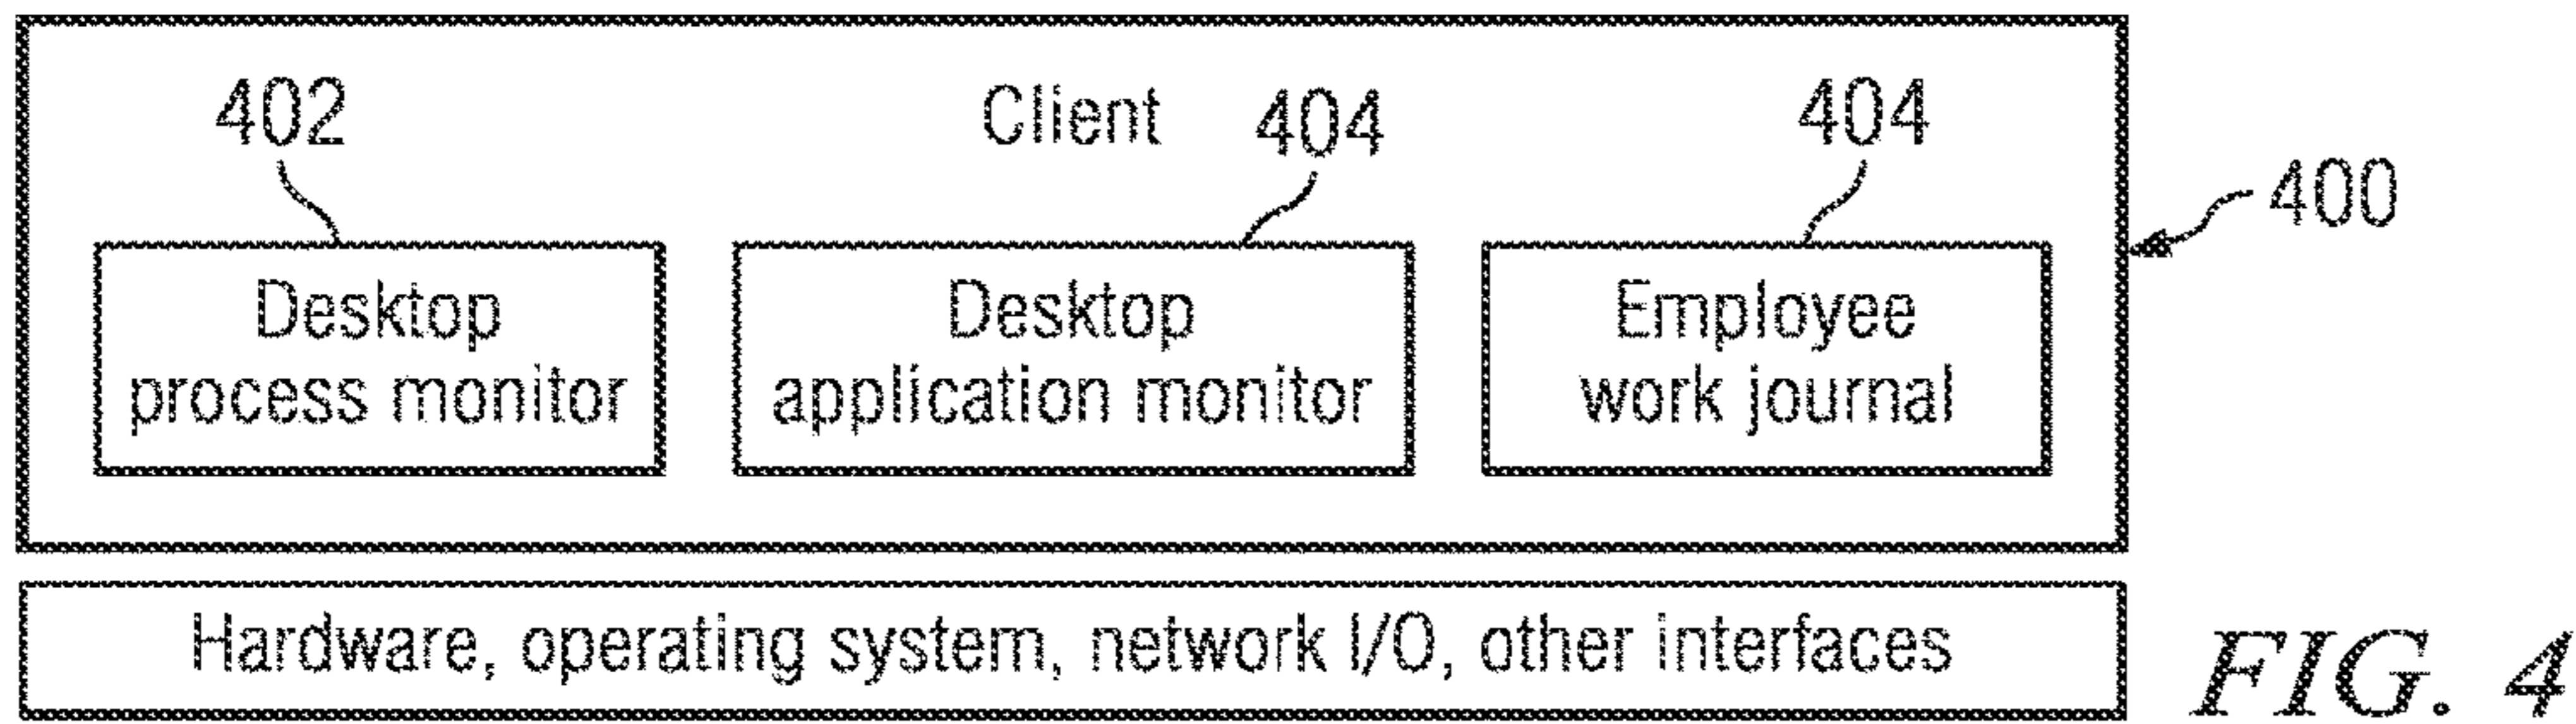 402
Client
404
404
400
Desktop
process monitor
Desktop
application monitor
Employee
work journal
Hardware, operating system, network I/O, other interfaces
FIG. 4